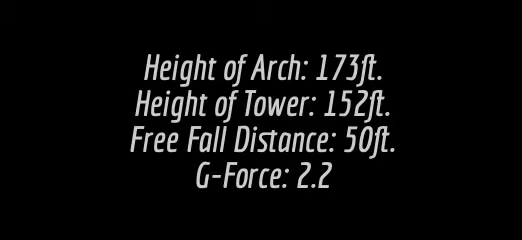 Height of Arch: 173ft.
Height of Tower: 152ft.
Free Fall Distance: 50ft.
G-Force: 2.2